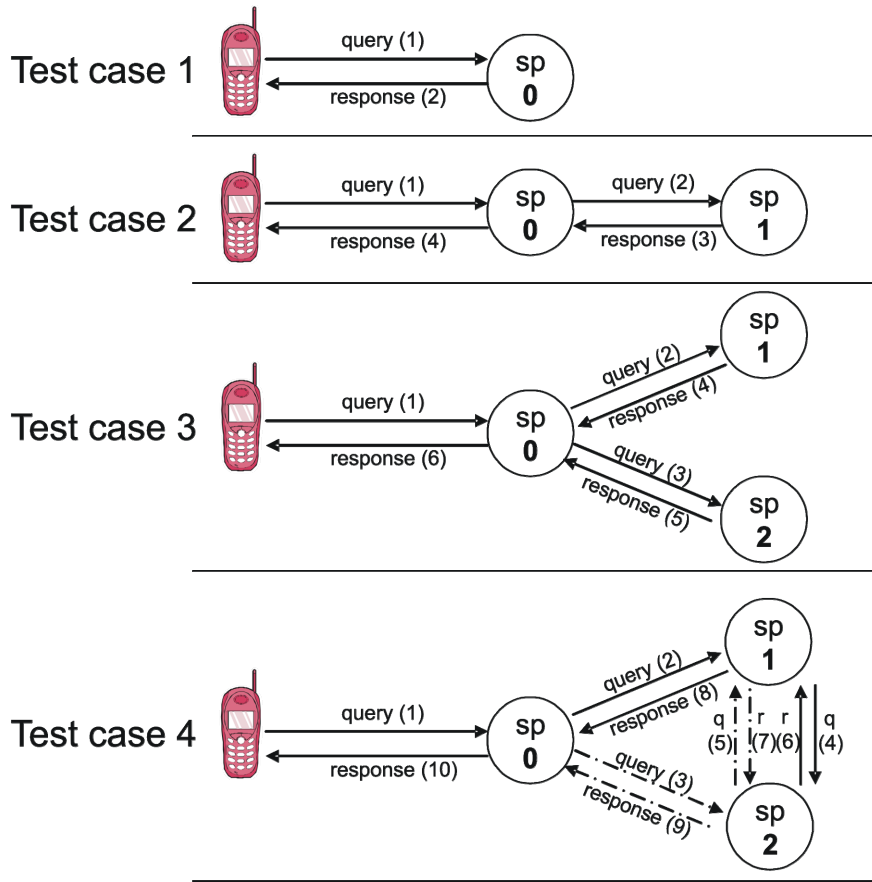 Test case 1
query (1)
response (2)
sp
0
Test case 2
query (1)
response (4)
sp
0
query (2)
response (3)
sp
1
Test case 3
query (1)
response (6)
sp
0
query (2)
response (4)
sp
1
query (3)
response (5)
sp
2
Test case 4
query (1)
response (10)
sp
0
query (2)
response (8)
sp
1
query (3)
response (9)
q r r q
(5) (7)(6) (4)
sp
2